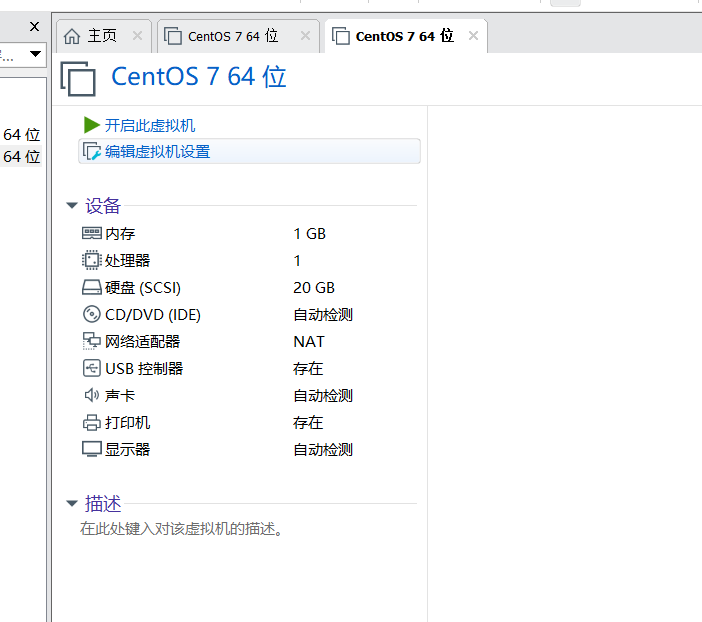 主页
CentOS 7 64 位
CentOS 7 64 位
...
64 位
64 位
CentOS 7 64 位
开启此虚拟机
编辑虚拟机设置
设备
内存 1 GB
处理器 1
硬盘 (SCSI) 20 GB
CD/DVD (IDE) 自动检测
网络适配器 NAT
USB 控制器 存在
声卡 自动检测
打印机 存在
显示器 自动检测
描述
在此处键入对该虚拟机的描述。